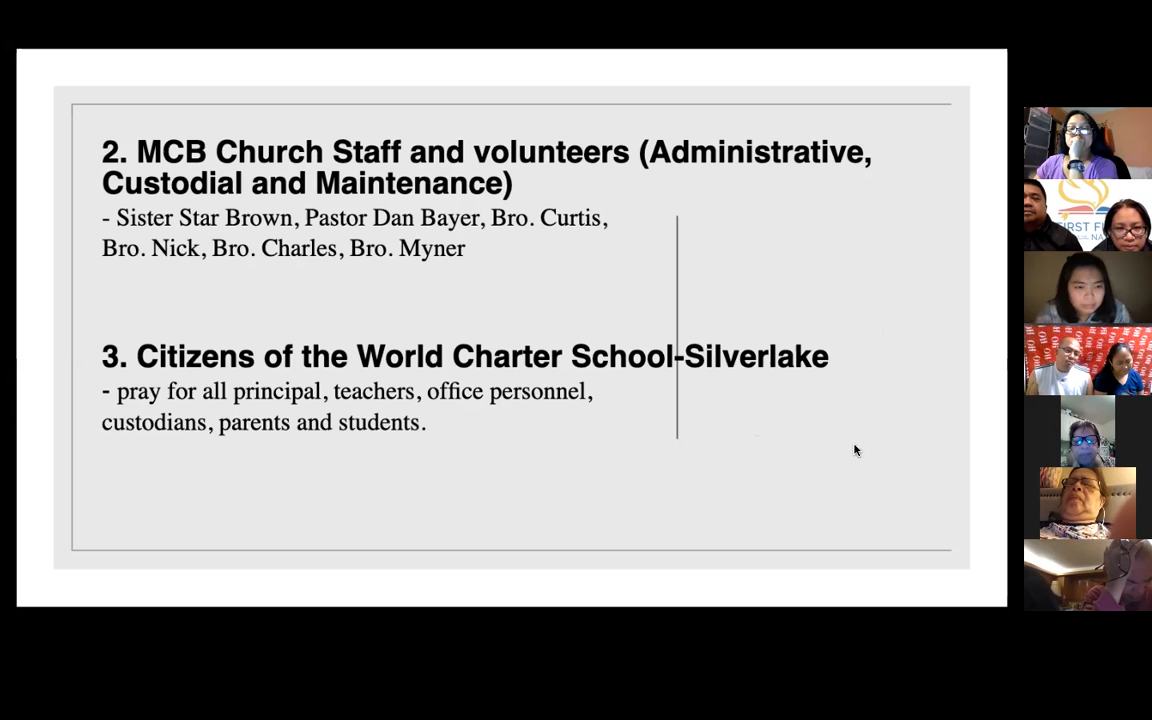 2. MCB Church Staff and volunteers (Administrative,
Custodial and Maintenance)
- Sister Star Brown, Pastor Dan Bayer, Bro. Curtis,
Bro. Nick, Bro. Charles, Bro. Myner
3. Citizens of the World Charter School-Silverlake
- pray for all principal, teachers, office personnel,
custodians, parents and students.